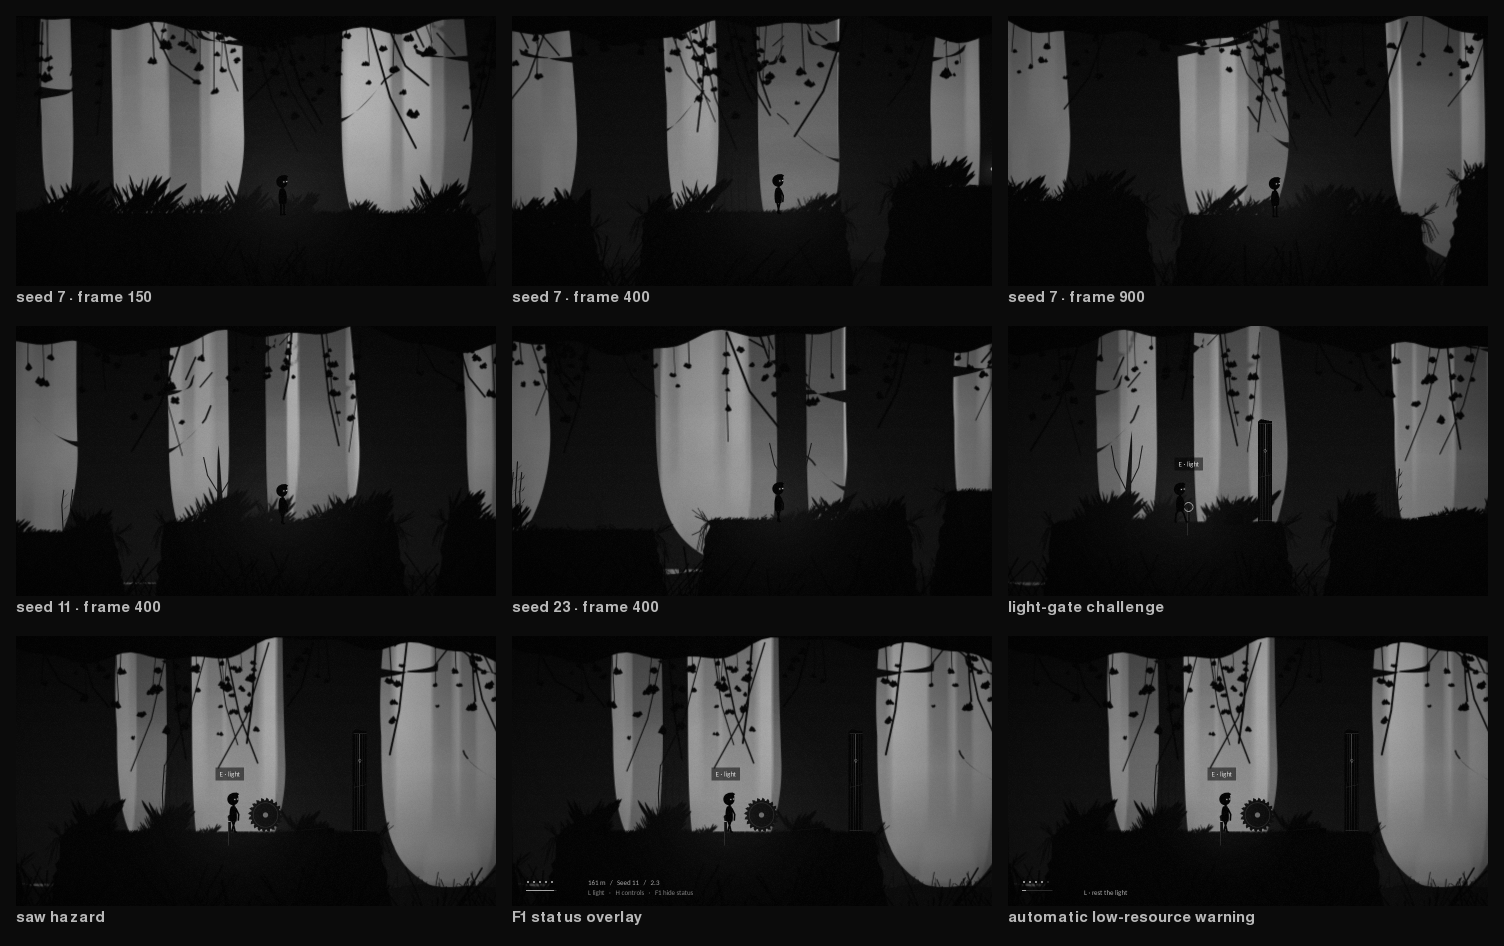 seed 7 · frame 150
seed 7 · frame 400
seed 7 · frame 900
E - light
seed 11 · frame 400
seed 23 · frame 400
light-gate challenge
E - light
E - light
E - light
161 m / Seed 11 / 2.3
L light · H controls · F1 hide status
L - rest the light
saw hazard
F1 status overlay
automatic low-resource warning